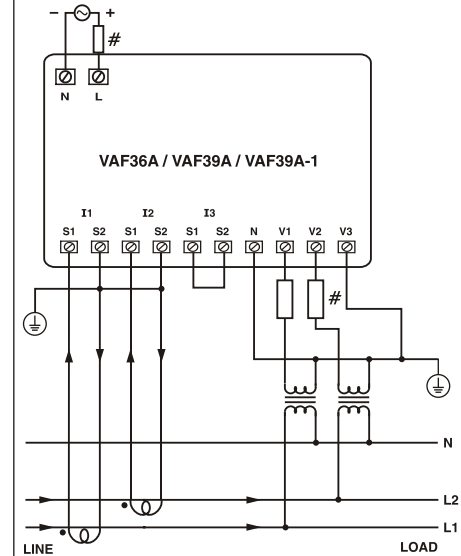 − +
#
N L
VAF36A / VAF39A / VAF39A-1
I1 I2 I3
S1 S2 S1 S2 S1 S2 N V1 V2 V3
#
N
L2
L1
LINE LOAD